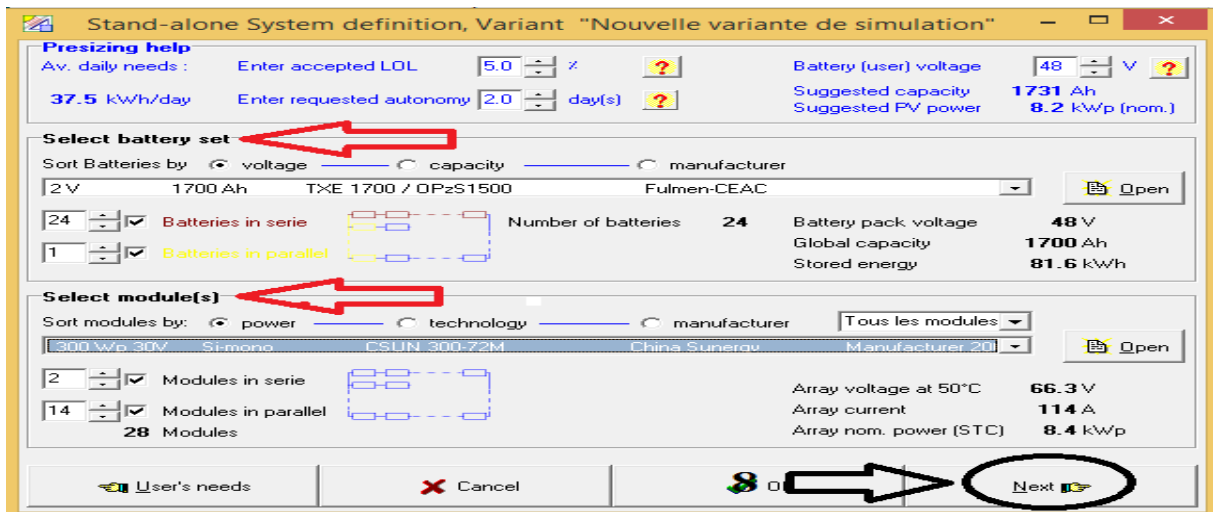 Stand-alone System definition, Variant "Nouvelle variante de simulation"
Presizing help
Av. daily needs : Enter accepted LOL 5.0 % ? Battery (user) voltage 48 V ?
37.5 kWh/day Enter requested autonomy 2.0 day(s) ? Suggested capacity 1731 Ah
Suggested PV power 8.2 kWp (nom.)
Select battery set
Sort Batteries by voltage capacity manufacturer
2 V 1700 Ah TXE 1700 / OPzS1500 Fulmen-CEAC Open
24 Batteries in serie Number of batteries 24 Battery pack voltage 48 V
Global capacity 1700 Ah
1 Batteries in parallel Stored energy 81.6 kWh
Select module(s)
Sort modules by: power technology manufacturer Tous les modules
300 Wp 30V Si-mono CSUN 300-72M China Sunergy Manufacturer 20 Open
2 Modules in serie Array voltage at 50°C 66.3 V
14 Modules in parallel Array current 114 A
28 Modules Array nom. power (STC) 8.4 kWp
User's needs Cancel Next